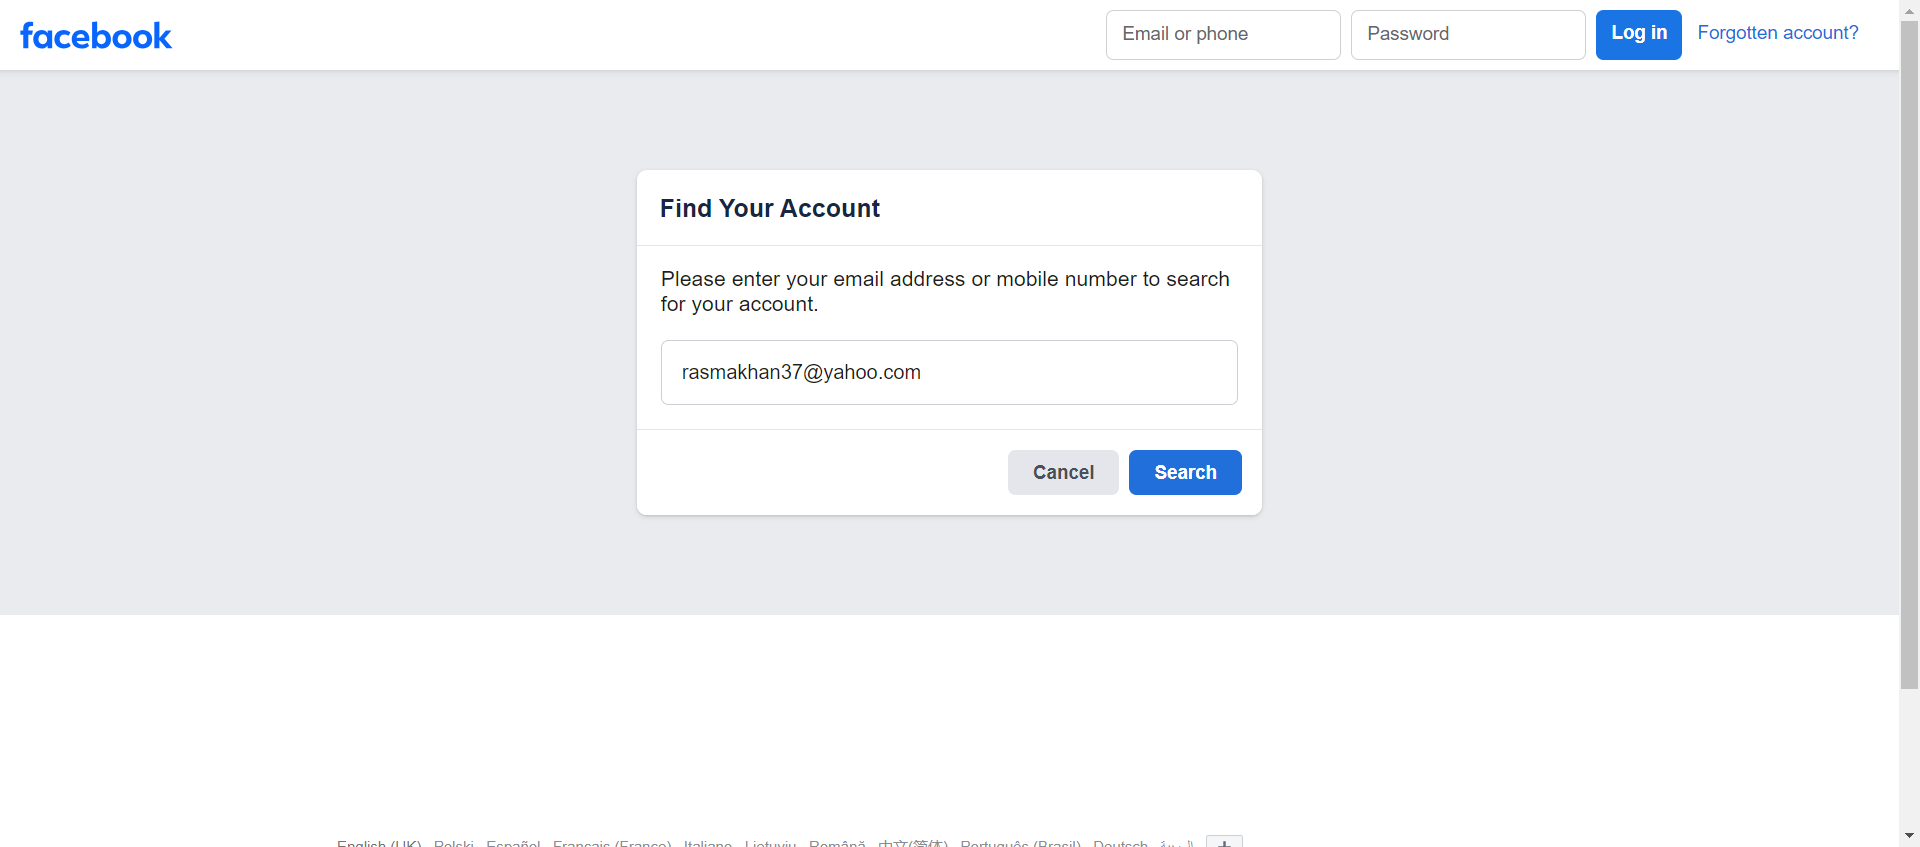 facebook
Email or phone
Password
Log in
Forgotten account?
Find Your Account
Please enter your email address or mobile number to search
for your account.
rasmakhan37@yahoo.com
Cancel
Search
English (UK) Polski Español Français (France) Italiano Lietuvių Română 中文(简体) Português (Brasil) Deutsch العربية +